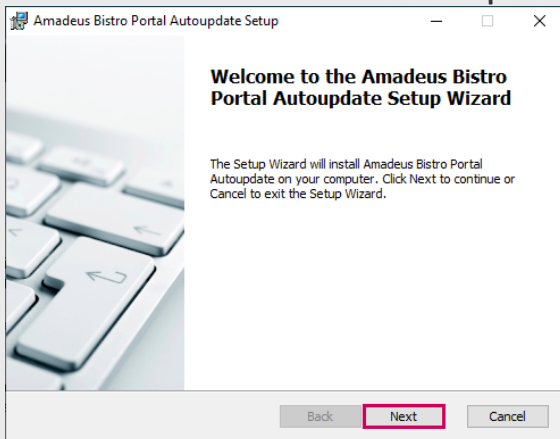 Amadeus Bistro Portal Autoupdate Setup
Welcome to the Amadeus Bistro
Portal Autoupdate Setup Wizard
The Setup Wizard will install Amadeus Bistro Portal
Autoupdate on your computer. Click Next to continue or
Cancel to exit the Setup Wizard.
Back Next Cancel